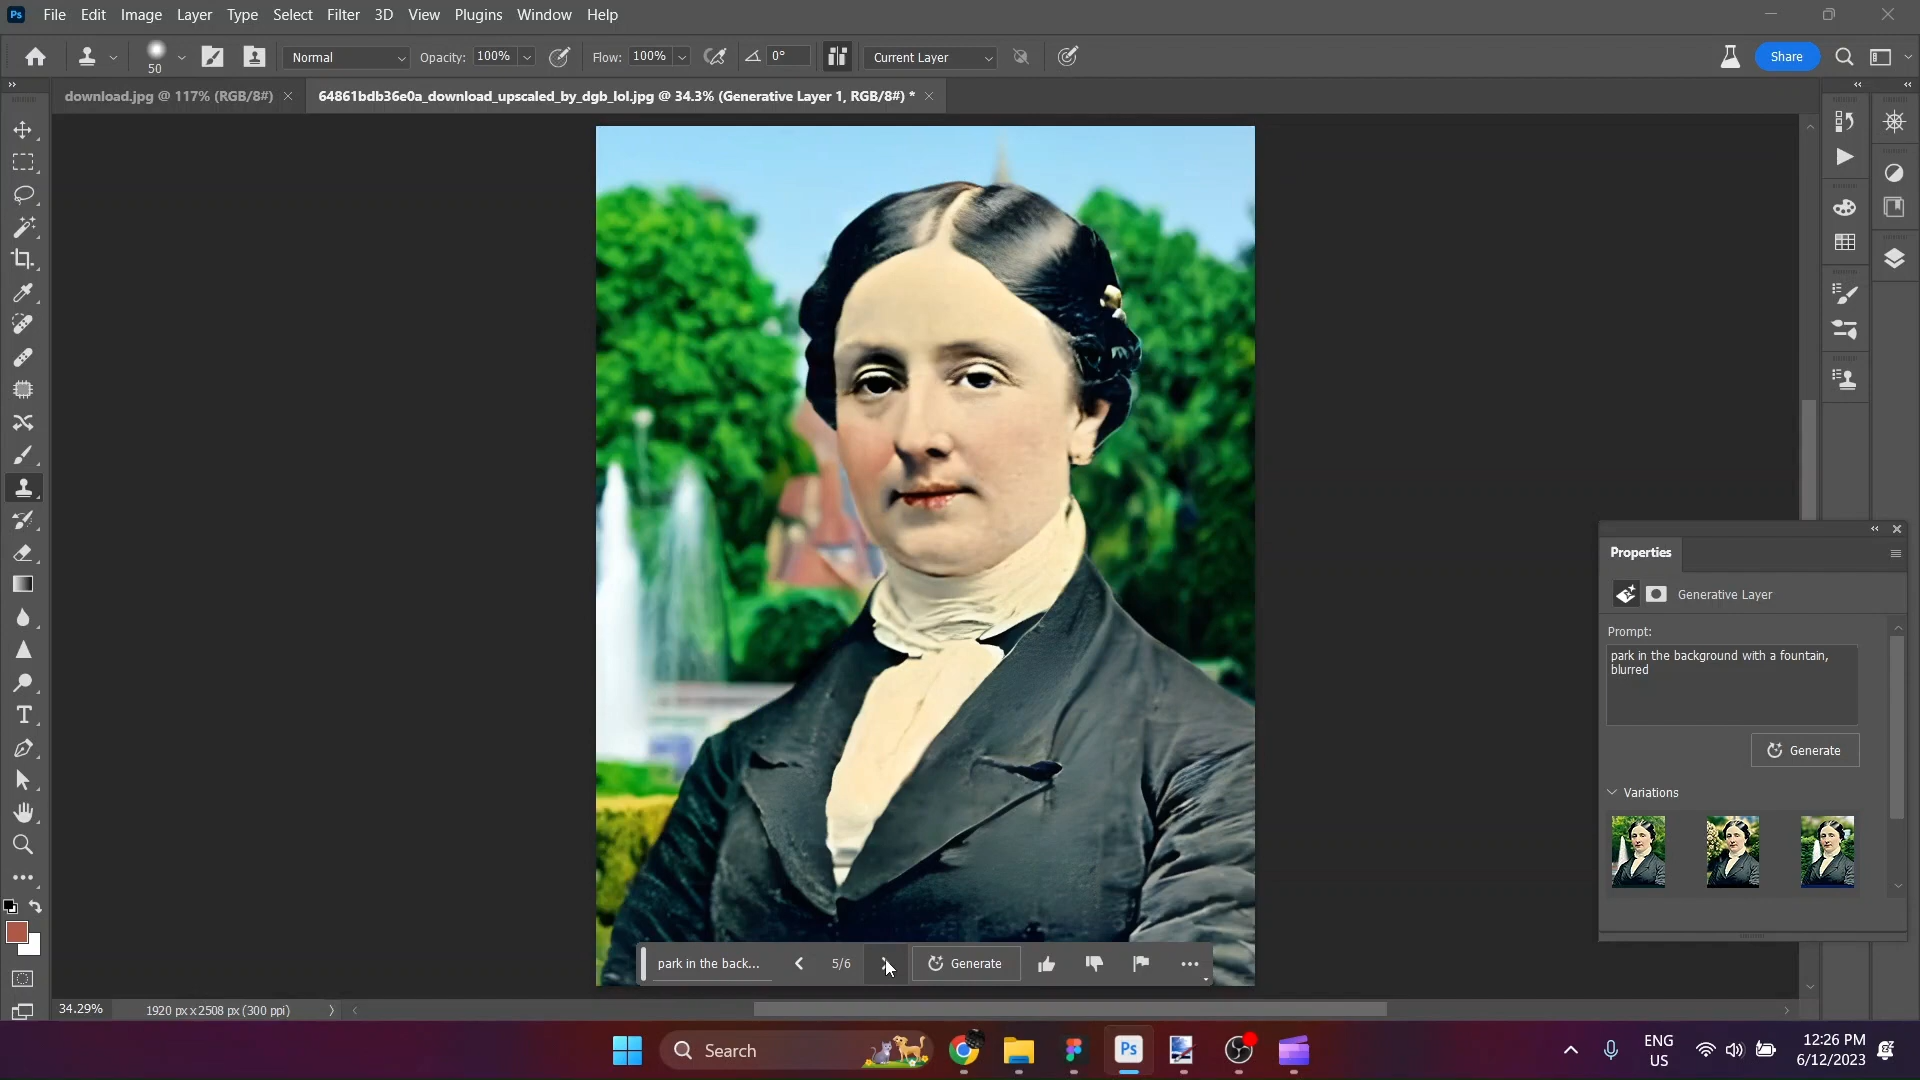 Ps File Edit Image Layer Type Select Filter 3D View Plugins Window Help
50 Normal Opacity: 100% Flow: 100% 0° Current Layer Share
download.jpg @ 117% (RGB/8#) 64861bdb36e0a_download_upscaled_by_dgb_lol.jpg @ 34.3% (Generative Layer 1, RGB/8#) *
Properties
Generative Layer
Prompt:
park in the background with a fountain,
blurred
Generate
Variations
park in the back... 5/6 Generate
34.29% 1920 px x 2508 px (300 ppi)
Search Ps ENG
US
12:26 PM
6/12/2023